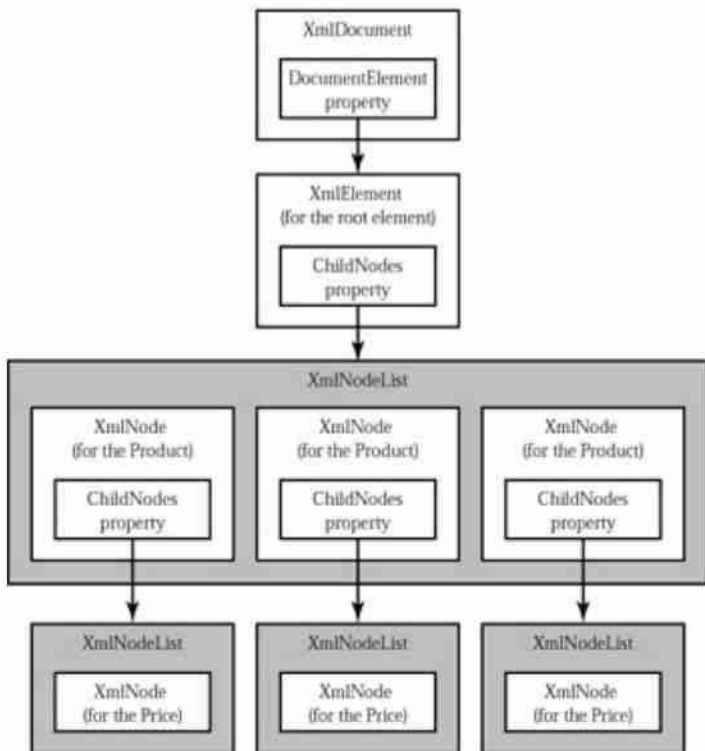 XmlDocument
DocumentElement
property
XmlElement
(for the root element)
ChildNodes
property
XmlNodeList
XmlNode
(for the Product)
ChildNodes
property
XmlNode
(for the Product)
ChildNodes
property
XmlNode
(for the Product)
ChildNodes
property
XmlNodeList
XmlNode
(for the Price)
XmlNodeList
XmlNode
(for the Price)
XmlNodeList
XmlNode
(for the Price)